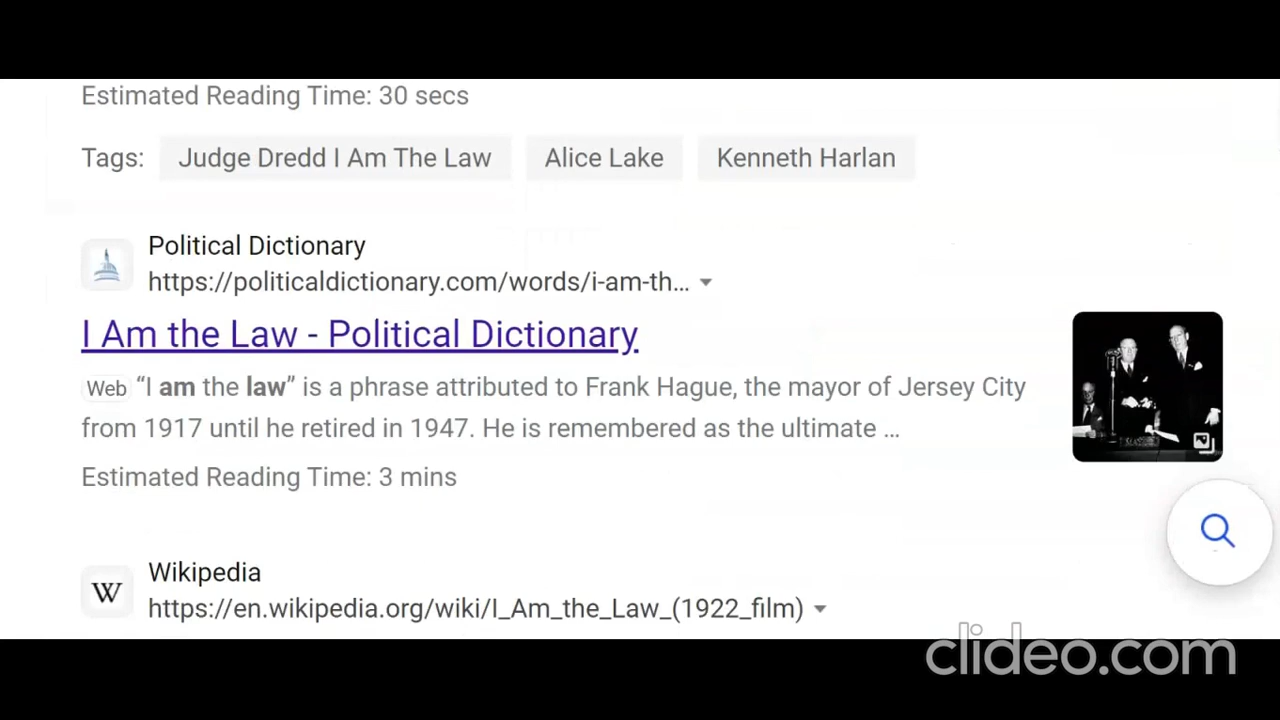 Estimated Reading Time: 30 secs
Tags: Judge Dredd I Am The Law Alice Lake Kenneth Harlan
Political Dictionary
https://politicaldictionary.com/words/i-am-th...
I Am the Law - Political Dictionary
Web “I am the law” is a phrase attributed to Frank Hague, the mayor of Jersey City
from 1917 until he retired in 1947. He is remembered as the ultimate ...
Estimated Reading Time: 3 mins
W Wikipedia
https://en.wikipedia.org/wiki/I_Am_the_Law_(1922_film)
clideo.com